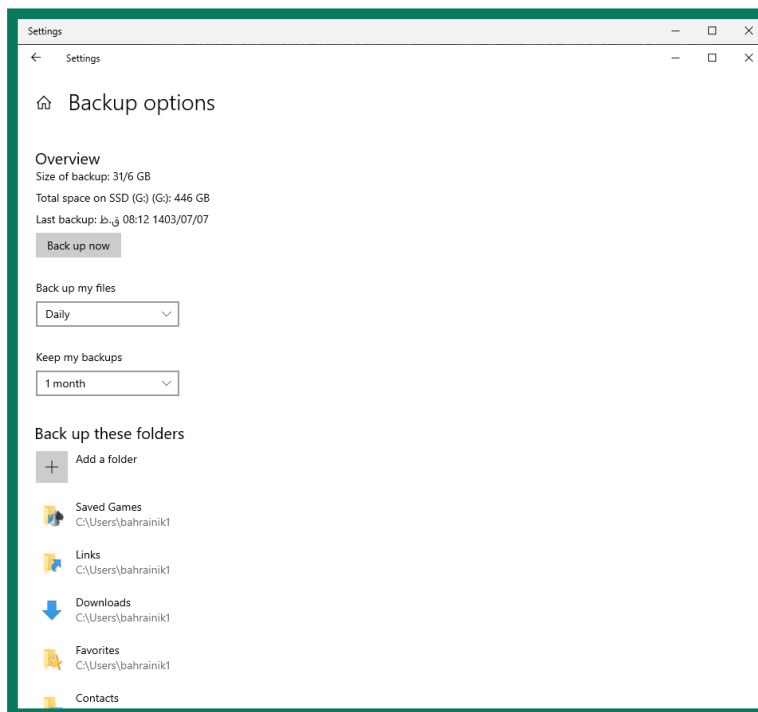 Settings
Settings
Backup options
Overview
Size of backup: 31/6 GB
Total space on SSD (G:) (G:): 446 GB
Last backup: ق.ظ 08:12 1403/07/07
Back up now
Back up my files
Daily
Keep my backups
1 month
Back up these folders
Add a folder
Saved Games
C:\Users\bahrainik1
Links
C:\Users\bahrainik1
Downloads
C:\Users\bahrainik1
Favorites
C:\Users\bahrainik1
Contacts